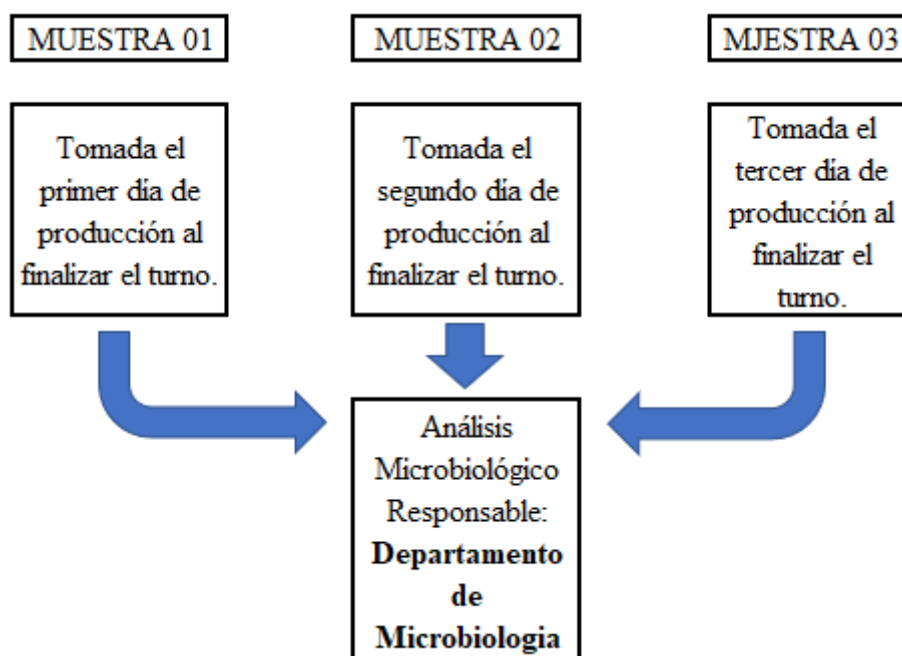 MUESTRA 01
MUESTRA 02
MJESTRA 03
Tomada el
primer día de
producción al
finalizar el turno.
Tomada el
segundo día de
producción al
finalizar el turno.
Tomada el
tercer día de
producción al
finalizar el
turno.
Análisis
Microbiológico
Responsable:
Departamento
de
Microbiologia